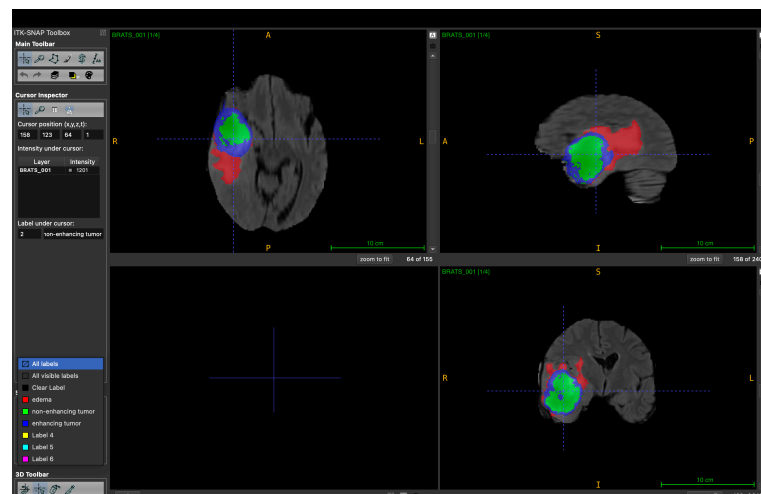 ITK-SNAP Toolbox
Main Toolbar
Cursor Inspector
Cursor position (x,y,z,t):
158 123 64 1
Intensity under cursor:
Layer Intensity
BRATS_001 1201
Label under cursor:
2 non-enhancing tumor
All labels
All visible labels
Clear Label
edema
non-enhancing tumor
enhancing tumor
Label 4
Label 5
Label 6
3D Toolbar
BRATS_001 [1/4]
A
A
R
L
P
10 cm
zoom to fit 64 of 155
BRATS_001 [1/4]
S
A
P
I
10 cm
zoom to fit 158 of 240
BRATS_001 [1/4]
S
R
L
I
10 cm